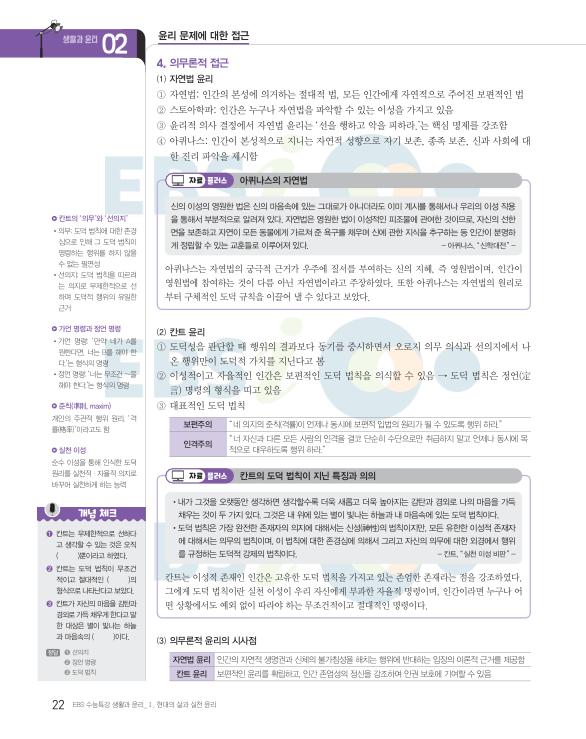 생활과 윤리 02
윤리 문제에 대한 접근
4. 의무론적 접근
(1) 자연법 윤리
① 자연법: 인간의 본성에 의거하는 절대적 법, 모든 인간에게 자연적으로 주어진 보편적인 법
② 스토아학파: 인간은 누구나 자연법을 파악할 수 있는 이성을 가지고 있음
③ 윤리적 의사 결정에서 자연법 윤리는 ‘선을 행하고 악을 피하라.’는 핵심 명제를 강조함
④ 아퀴나스: 인간이 본성적으로 지니는 자연적 성향으로 자기 보존, 종족 보존, 신과 사회에 대
한 진리 파악을 제시함
자료 플러스 아퀴나스의 자연법
신의 이성의 영원한 법은 신의 마음속에 있는 그대로가 아니더라도 이미 계시를 통해서나 우리의 이성 작용
을 통해서 부분적으로 알려져 있다. 자연법은 영원한 법이 이성적인 피조물에 관여한 것이므로, 자신의 선한
면을 보존하고 자연이 모든 동물에게 가르쳐 준 욕구를 채우며 신에 관한 지식을 추구하는 등 인간이 분명하
게 정립할 수 있는 교훈들로 이루어져 있다.
– 아퀴나스, “신학대전” –
아퀴나스는 자연법의 궁극적 근거가 우주에 질서를 부여하는 신의 지혜, 즉 영원법이며, 인간이
영원법에 참여하는 것이 다름 아닌 자연법이라고 주장하였다. 또한 아퀴나스는 자연법의 원리로
부터 구체적인 도덕 규칙을 이끌어 낼 수 있다고 보았다.
(2) 칸트 윤리
① 도덕성을 판단할 때 행위의 결과보다 동기를 중시하면서 오로지 의무 의식과 선의지에서 나
온 행위만이 도덕적 가치를 지닌다고 봄
② 이성적이고 자율적인 인간은 보편적인 도덕 법칙을 의식할 수 있음 → 도덕 법칙은 정언(定
言) 명령의 형식을 띠고 있음
③ 대표적인 도덕 법칙
보편주의 “네 의지의 준칙(격률)이 언제나 동시에 보편적 입법의 원리가 될 수 있도록 행위 하라.”
인격주의 “너 자신과 다른 모든 사람의 인격을 결코 단순히 수단으로만 취급하지 말고 언제나 동시에 목
적으로 대우하도록 행위 하라.”
자료 플러스 칸트의 도덕 법칙이 지닌 특징과 의의
• 내가 그것을 오랫동안 생각하면 생각할수록 더욱 새롭고 더욱 높아지는 감탄과 경외로 나의 마음을 가득
채우는 것이 두 가지 있다. 그것은 내 위에 있는 별이 빛나는 하늘과 내 마음속에 있는 도덕 법칙이다.
• 도덕 법칙은 가장 완전한 존재자의 의지에 대해서는 신성(神性)의 법칙이지만, 모든 유한한 이성적 존재자
에 대해서는 의무의 법칙이며, 이 법칙에 대한 존경심에 의해서 그리고 자신의 의무에 대한 외경에서 행위
를 규정하는 도덕적 강제의 법칙이다.
– 칸트, “실천 이성 비판” –
칸트는 이성적 존재인 인간은 고유한 도덕 법칙을 가지고 있는 존엄한 존재라는 점을 강조하였다.
그에게 도덕 법칙이란 실천 이성이 우리 자신에게 부과한 자율적 명령이며, 인간이라면 누구나 어
떤 상황에서도 예외 없이 따라야 하는 무조건적이고 절대적인 명령이다.
(3) 의무론적 윤리의 시사점
자연법 윤리 인간의 자연적 생명권과 신체의 불가침성을 해치는 행위에 반대하는 입장의 이론적 근거를 제공함
칸트 윤리 보편적인 윤리를 확립하고, 인간 존엄성의 정신을 강조하여 인권 보호에 기여할 수 있음
칸트의 ‘의무’와 ‘선의지’
• 의무: 도덕 법칙에 대한 존경
심으로 인해 그 도덕 법칙이
명령하는 행위를 하지 않을
수 없는 필연성
• 선의지: 도덕 법칙을 따르려
는 의지로 무제한적으로 선
하며 도덕적 행위의 유일한
근거
가언 명령과 정언 명령
• 가언 명령: ‘만약 네가 A를
원한다면, 너는 B를 해야 한
다.’는 형식의 명령
• 정언 명령: ‘너는 무조건 ~을
해야 한다.’는 형식의 명령
준칙(準則, maxim)
개인의 주관적 행위 원리. ‘격
률(格率)’이라고도 함
실천 이성
순수 이성을 통해 인식한 도덕
원리를 실천적·자율적 의지로
바꾸어 실천하게 하는 능력
개념 체크
❶ 칸트는 무제한적으로 선하다
고 생각할 수 있는 것은 오직
( )뿐이라고 하였다.
❷ 칸트는 도덕 법칙이 무조건
적이고 절대적인 ( )의
형식으로 나타난다고 보았다.
❸ 칸트가 자신의 마음을 감탄과
경외로 가득 채우게 한다고 말
한 대상은 별이 빛나는 하늘
과 마음속의 ( )이다.
정답
❶ 선의지
❷ 정언 명령
❸ 도덕 법칙
22 EBS 수능특강 생활과 윤리_Ⅰ. 현대의 삶과 실천 윤리
EBSi
EBSi
EBSi